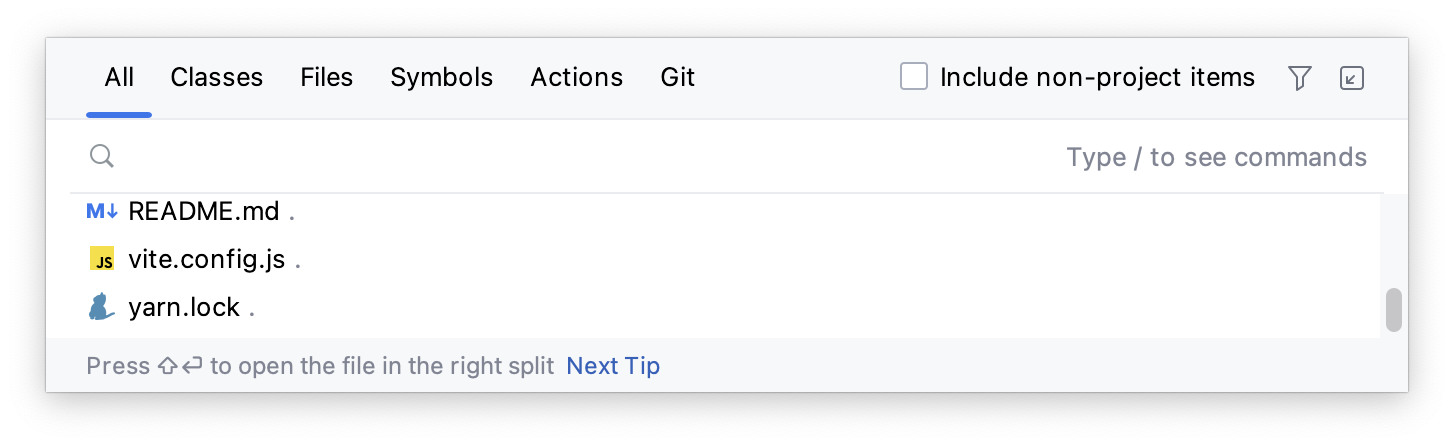 All Classes Files Symbols Actions Git Include non-project items
Type / to see commands
M↓ README.md .
JS vite.config.js .
yarn.lock .
Press ⇧⏎ to open the file in the right split Next Tip